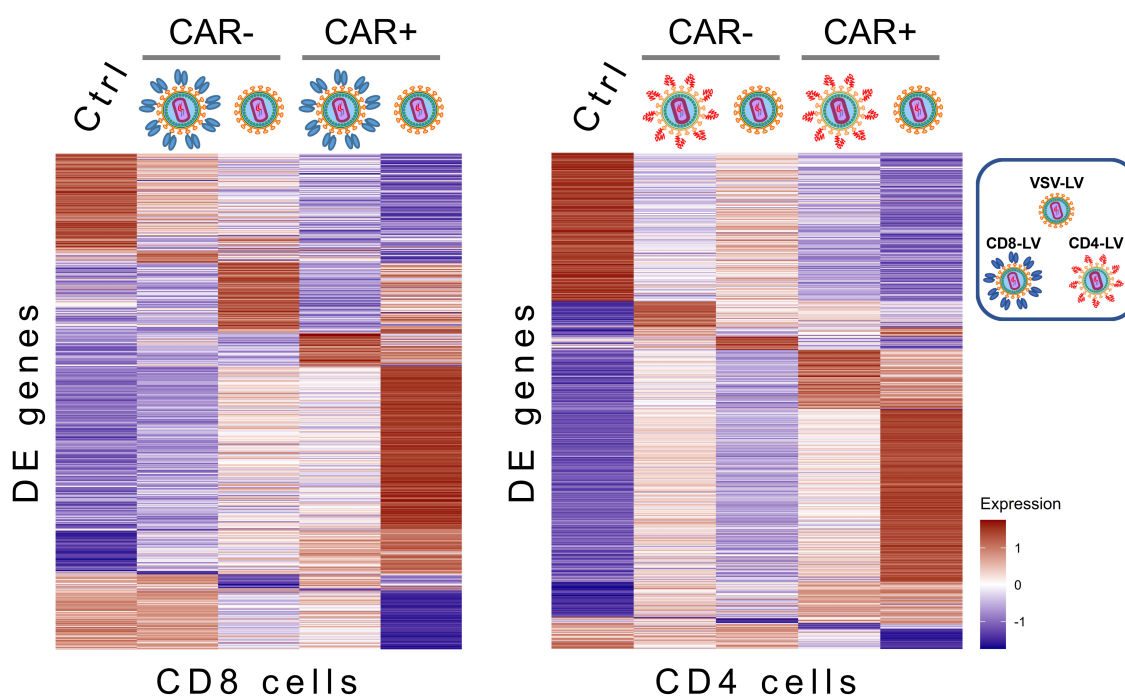 Ctrl
CAR-
CAR+
DE genes
CD8 cells
Ctrl
CAR-
CAR+
DE genes
CD4 cells
VSV-LV
CD8-LV
CD4-LV
Expression
1
0
-1